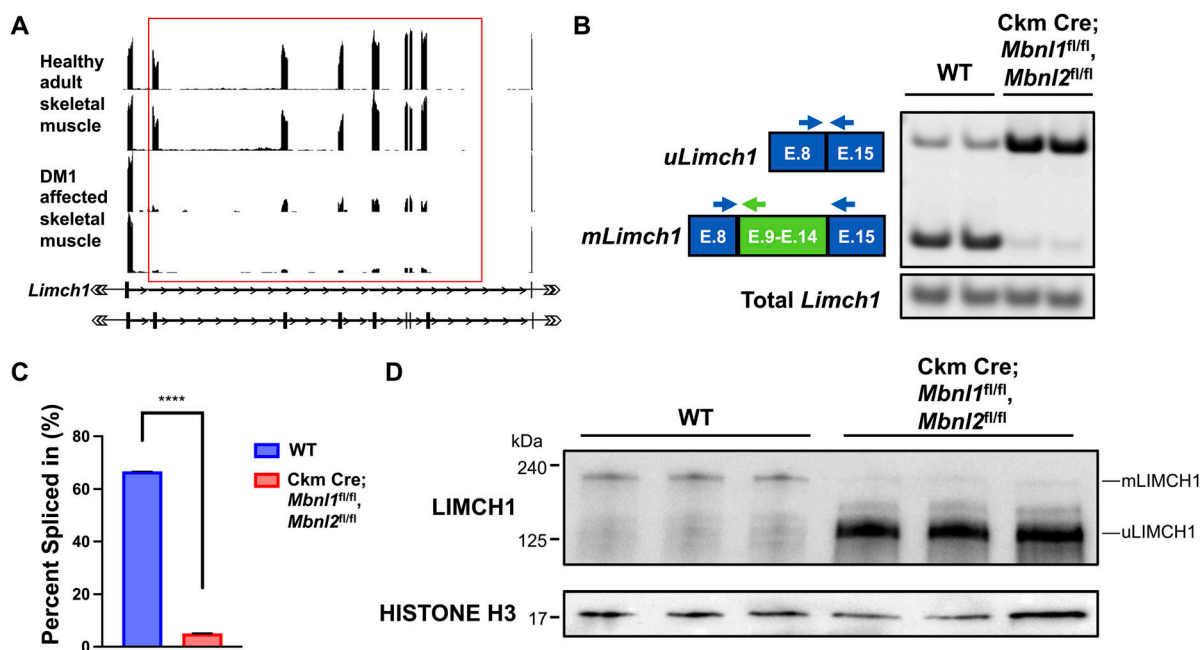 A
Healthy
adult
skeletal
muscle
DM1
affected
skeletal
muscle
Limch1
B
WT
Ckm Cre;
Mbnl1fl/fl,
Mbnl2fl/fl
uLimch1
E.8
E.15
mLimch1
E.8
E.9-E.14
E.15
Total Limch1
C
Percent Spliced in (%)
80
60
40
20
0
****
WT
Ckm Cre;
Mbnl1fl/fl,
Mbnl2fl/fl
D
WT
Ckm Cre;
Mbnl1fl/fl,
Mbnl2fl/fl
kDa
240
125
LIMCH1
mLIMCH1
uLIMCH1
HISTONE H3
17